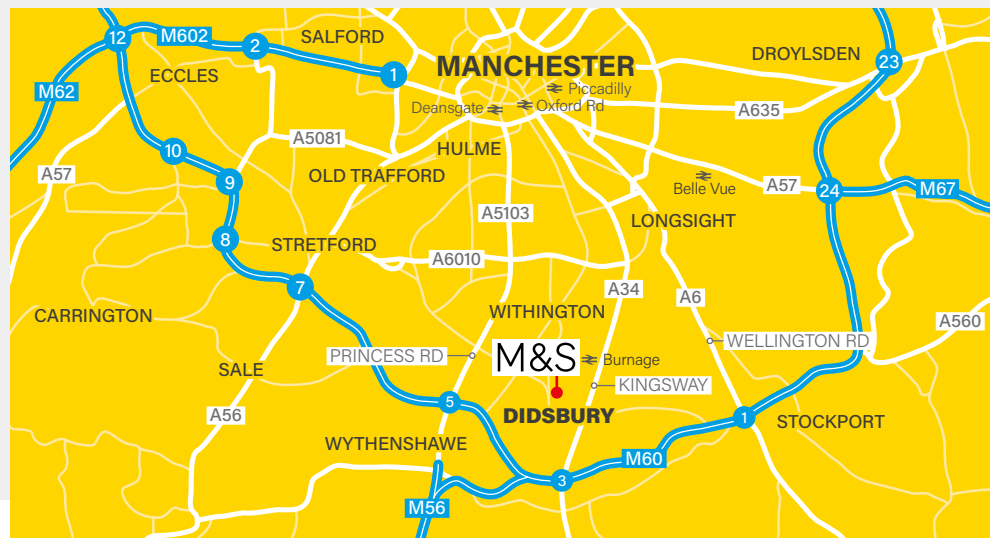 12
M602
2
SALFORD
DROYLSDEN
23
ECCLES
1
MANCHESTER
M62
Piccadilly
Deansgate
Oxford Rd
A635
A5081
HULME
10
A57
OLD TRAFFORD
9
Belle Vue
A57
24
M67
A5103
LONGSIGHT
8
STRETFORD
A6010
7
A34
A6
CARRINGTON
WITHINGTON
A560
PRINCESS RD
M&S
Burnage
WELLINGTON RD
SALE
KINGSWAY
5
A56
DIDSBURY
1
STOCKPORT
WYTHENSHAWE
M60
3
M56